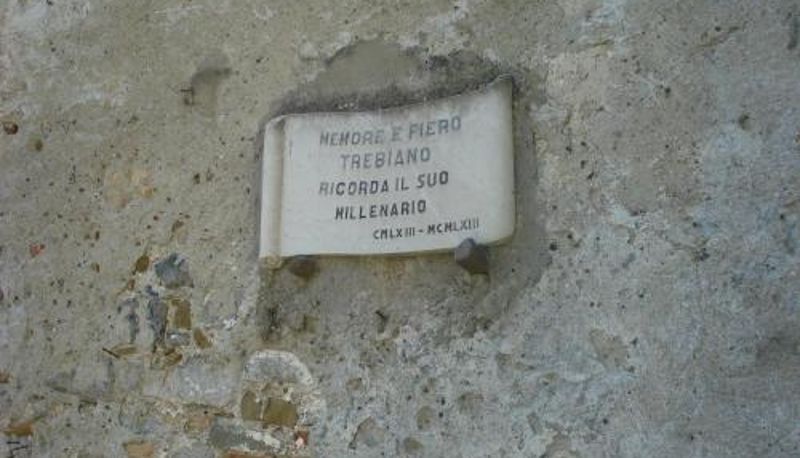 MEMORE E FIERO
TREBIANO
RICORDA IL SUO
MILLENARIO
CMLXIII - MCMLXIII